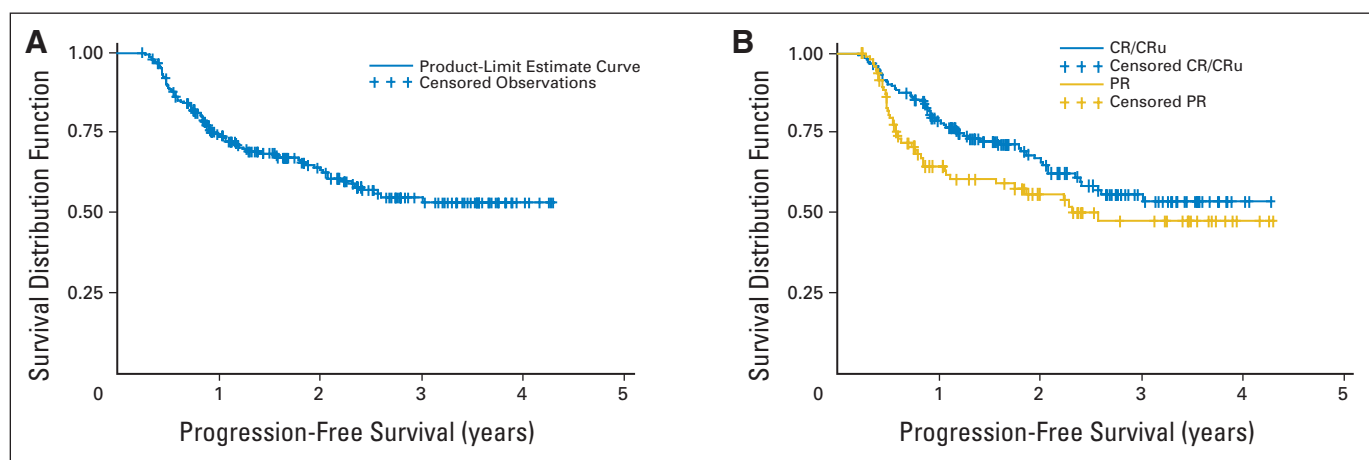 A
1.00
0.75
0.50
0.25
0
1
2
3
4
5
Survival Distribution Function
Progression-Free Survival (years)
Product-Limit Estimate Curve
Censored Observations
B
1.00
0.75
0.50
0.25
0
1
2
3
4
5
Survival Distribution Function
Progression-Free Survival (years)
CR/CRu
Censored CR/CRu
PR
Censored PR